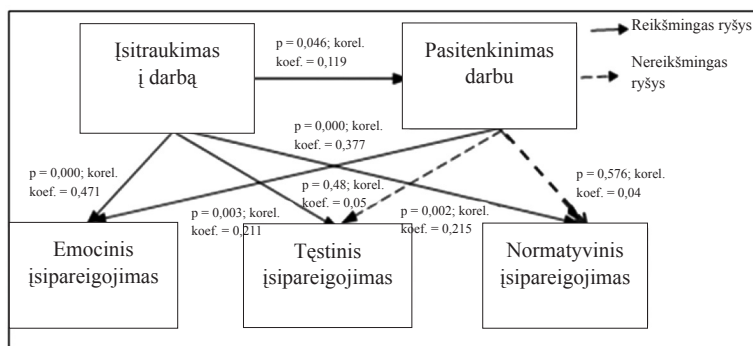 Įsitraukimas
į darbą
p = 0,046; korel.
koef. = 0,119
Pasitenkinimas
darbu
Reikšmingas ryšys
Nereikšmingas
ryšys
p = 0,000; korel.
koef. = 0,471
p = 0,000; korel.
koef. = 0,377
p = 0,003; korel.
koef. = 0,211
0,48; korel.
koef. = 0,05
p = 0,002; korel.
koef. = 0,215
p = 0,576; korel.
koef. = 0,04
Emocinis
įsipareigojimas
Tęstinis
įsipareigojimas
Normatyvinis
įsipareigojimas